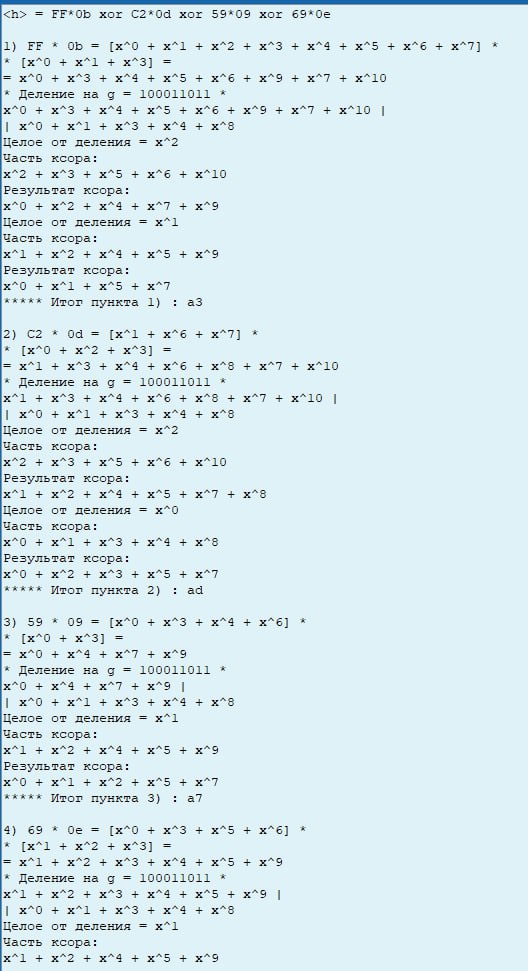 <h> = FF*0b xor C2*0d xor 59*09 xor 69*0e
1) FF * 0b = [x^0 + x^1 + x^2 + x^3 + x^4 + x^5 + x^6 + x^7] *
* [x^0 + x^1 + x^3] =
= x^0 + x^3 + x^4 + x^5 + x^6 + x^9 + x^7 + x^10
* Деление на g = 100011011 *
x^0 + x^3 + x^4 + x^5 + x^6 + x^9 + x^7 + x^10 |
| x^0 + x^1 + x^3 + x^4 + x^8
Целое от деления = x^2
Часть ксора:
x^2 + x^3 + x^5 + x^6 + x^10
Результат ксора:
x^0 + x^2 + x^4 + x^7 + x^9
Целое от деления = x^1
Часть ксора:
x^1 + x^2 + x^4 + x^5 + x^9
Результат ксора:
x^0 + x^1 + x^5 + x^7
***** Итог пункта 1) : a3
2) C2 * 0d = [x^1 + x^6 + x^7] *
* [x^0 + x^2 + x^3] =
= x^1 + x^3 + x^4 + x^6 + x^8 + x^7 + x^10
* Деление на g = 100011011 *
x^1 + x^3 + x^4 + x^6 + x^8 + x^7 + x^10 |
| x^0 + x^1 + x^3 + x^4 + x^8
Целое от деления = x^2
Часть ксора:
x^2 + x^3 + x^5 + x^6 + x^10
Результат ксора:
x^1 + x^2 + x^4 + x^5 + x^7 + x^8
Целое от деления = x^0
Часть ксора:
x^0 + x^1 + x^3 + x^4 + x^8
Результат ксора:
x^0 + x^2 + x^3 + x^5 + x^7
***** Итог пункта 2) : ad
3) 59 * 09 = [x^0 + x^3 + x^4 + x^6] *
* [x^0 + x^3] =
= x^0 + x^4 + x^7 + x^9
* Деление на g = 100011011 *
x^0 + x^4 + x^7 + x^9 |
| x^0 + x^1 + x^3 + x^4 + x^8
Целое от деления = x^1
Часть ксора:
x^1 + x^2 + x^4 + x^5 + x^9
Результат ксора:
x^0 + x^1 + x^2 + x^5 + x^7
***** Итог пункта 3) : a7
4) 69 * 0e = [x^0 + x^3 + x^5 + x^6] *
* [x^1 + x^2 + x^3] =
= x^1 + x^2 + x^3 + x^4 + x^5 + x^9
* Деление на g = 100011011 *
x^1 + x^2 + x^3 + x^4 + x^5 + x^9 |
| x^0 + x^1 + x^3 + x^4 + x^8
Целое от деления = x^1
Часть ксора:
x^1 + x^2 + x^4 + x^5 + x^9